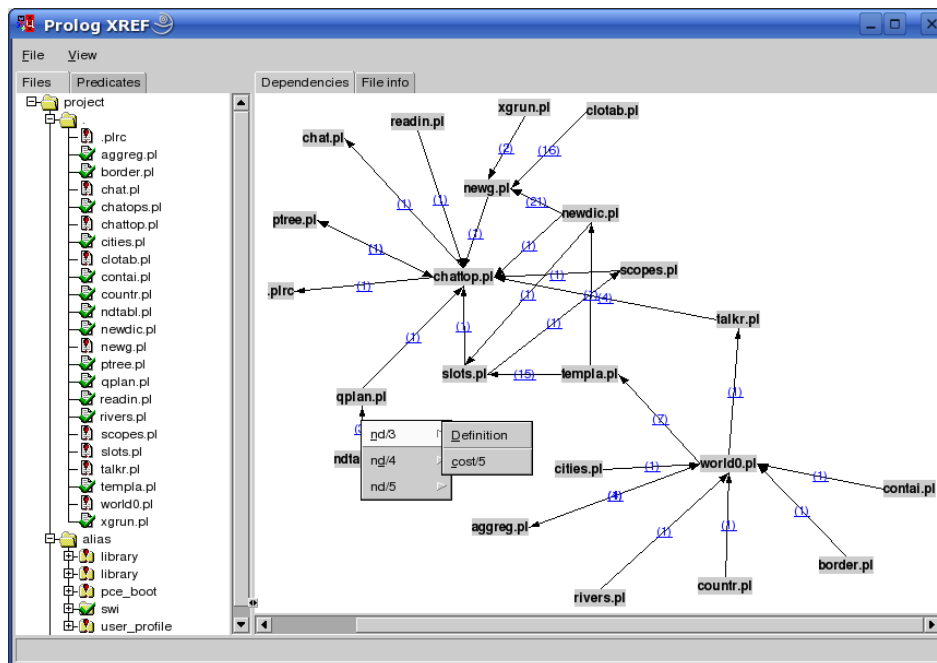 Prolog XREF
File View
Files Predicates
Dependencies File info
project
.
.plrc
aggreg.pl
border.pl
chat.pl
chatops.pl
chattop.pl
cities.pl
clotab.pl
contai.pl
countr.pl
ndtabl.pl
newdic.pl
newg.pl
ptree.pl
qplan.pl
readin.pl
rivers.pl
scopes.pl
slots.pl
talkr.pl
templa.pl
world0.pl
xgrun.pl
alias
library
library
pce_boot
swi
user_profile
xgrun.pl
clotab.pl
readin.pl
chat.pl
(2)
(16)
newg.pl
(1)
(1)
(21)
newdic.pl
ptree.pl
(1)
(1)
(1)
chattop.pl
scopes.pl
.plrc
(1)
(1)
(1)
(4)
talkr.pl
(1)
(1)
(1)
slots.pl
(15)
templa.pl
(1)
qplan.pl
(7)
nd/3
Definition
nd/4
cost/5
nd/5
cities.pl
(1)
world0.pl
(1)
contai.pl
(4)
aggreg.pl
(1)
(1)
(1)
border.pl
countr.pl
rivers.pl